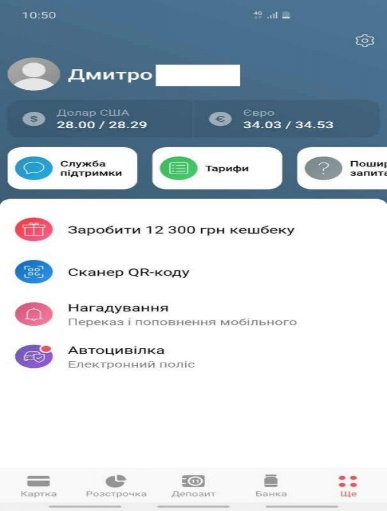 10:50
4G
Дмитро
Долар США
28.00 / 28.29
Євро
34.03 / 34.53
Служба
підтримки
Тарифи
Пошир
запита
Заробити 12 300 грн кешбеку
Сканер QR-коду
Нагадування
Переказ і поповнення мобільного
Автоцивілка
Електронний поліс
Картка
Розстрочка
Депозит
Банка
Ще